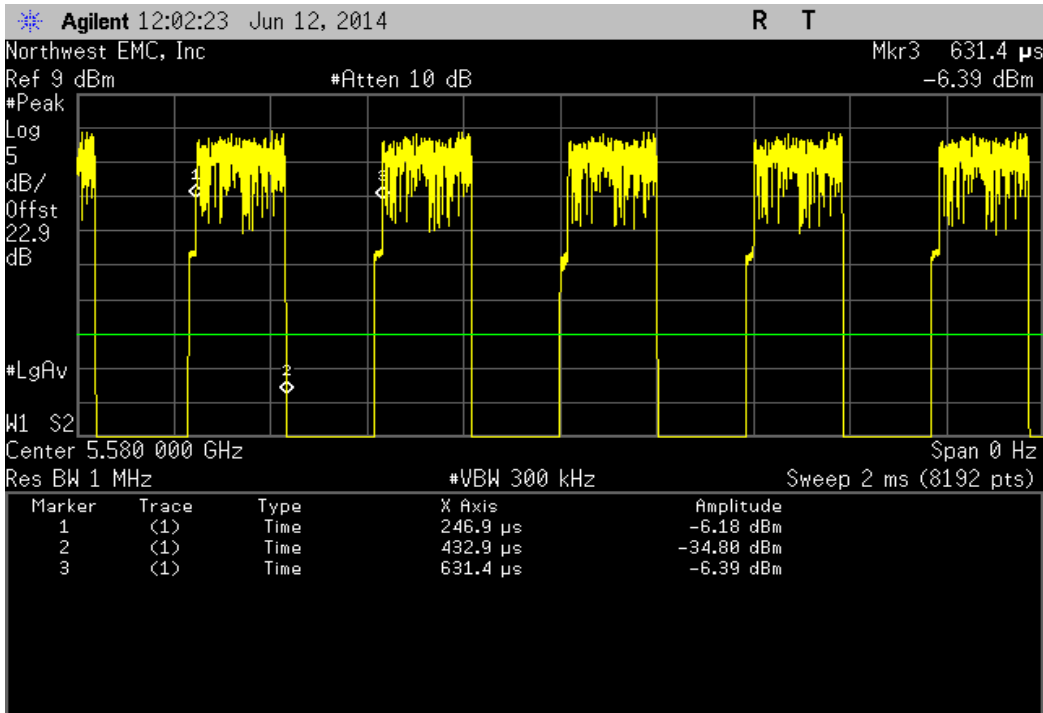 Agilent 12:02:23 Jun 12, 2014 R T
Northwest EMC, Inc Mkr3 631.4 µs
Ref 9 dBm #Atten 10 dB -6.39 dBm
#Peak
Log
5
dB/
Offst
22.9
dB
#LgAv
W1 S2
1
3
2
Center 5.580 000 GHz Span 0 Hz
Res BW 1 MHz #VBW 300 kHz Sweep 2 ms (8192 pts)
Marker Trace Type X Axis Amplitude
1 (1) Time 246.9 µs -6.18 dBm
2 (1) Time 432.9 µs -34.80 dBm
3 (1) Time 631.4 µs -6.39 dBm